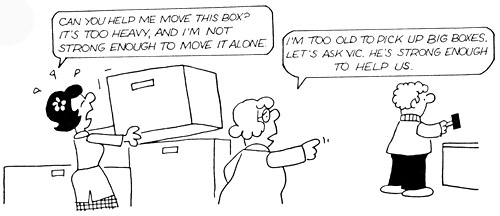 CAN YOU HELP ME MOVE THIS BOX?
IT'S TOO HEAVY, AND I'M NOT
STRONG ENOUGH TO MOVE IT ALONE.
I'M TOO OLD TO PICK UP BIG BOXES.
LET'S ASK VIC. HE'S STRONG ENOUGH
TO HELP US.